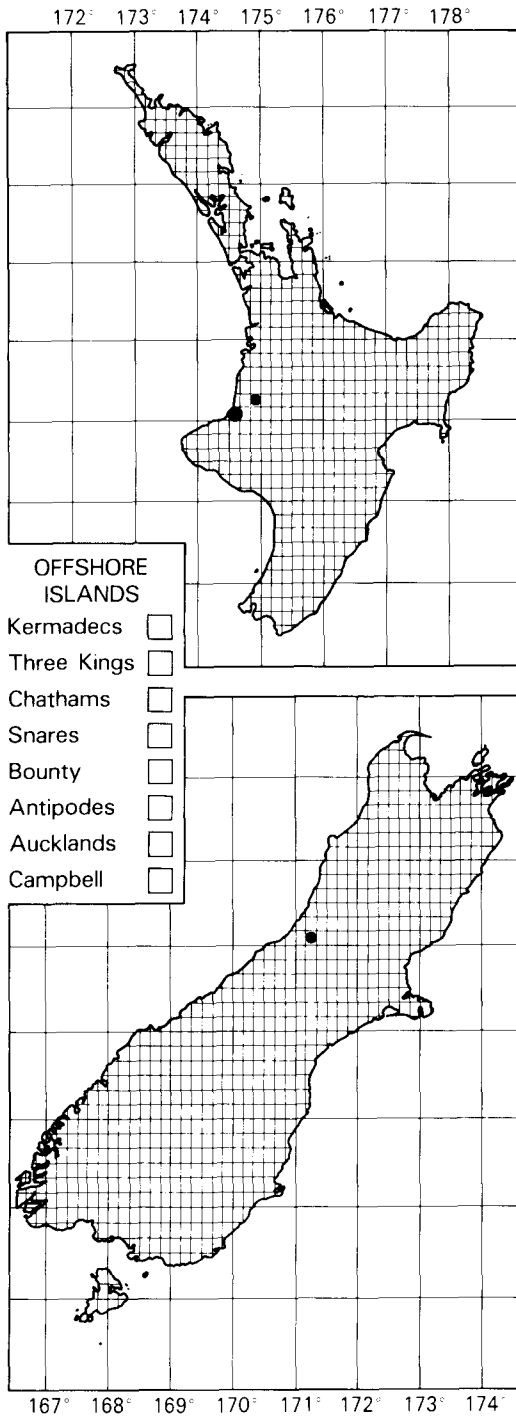 172° 173° 174° 175° 176° 177° 178°
OFFSHORE
ISLANDS
Kermadecs
Three Kings
Chathams
Snares
Bounty
Antipodes
Aucklands
Campbell
167° 168° 169° 170° 171° 172° 173° 174°